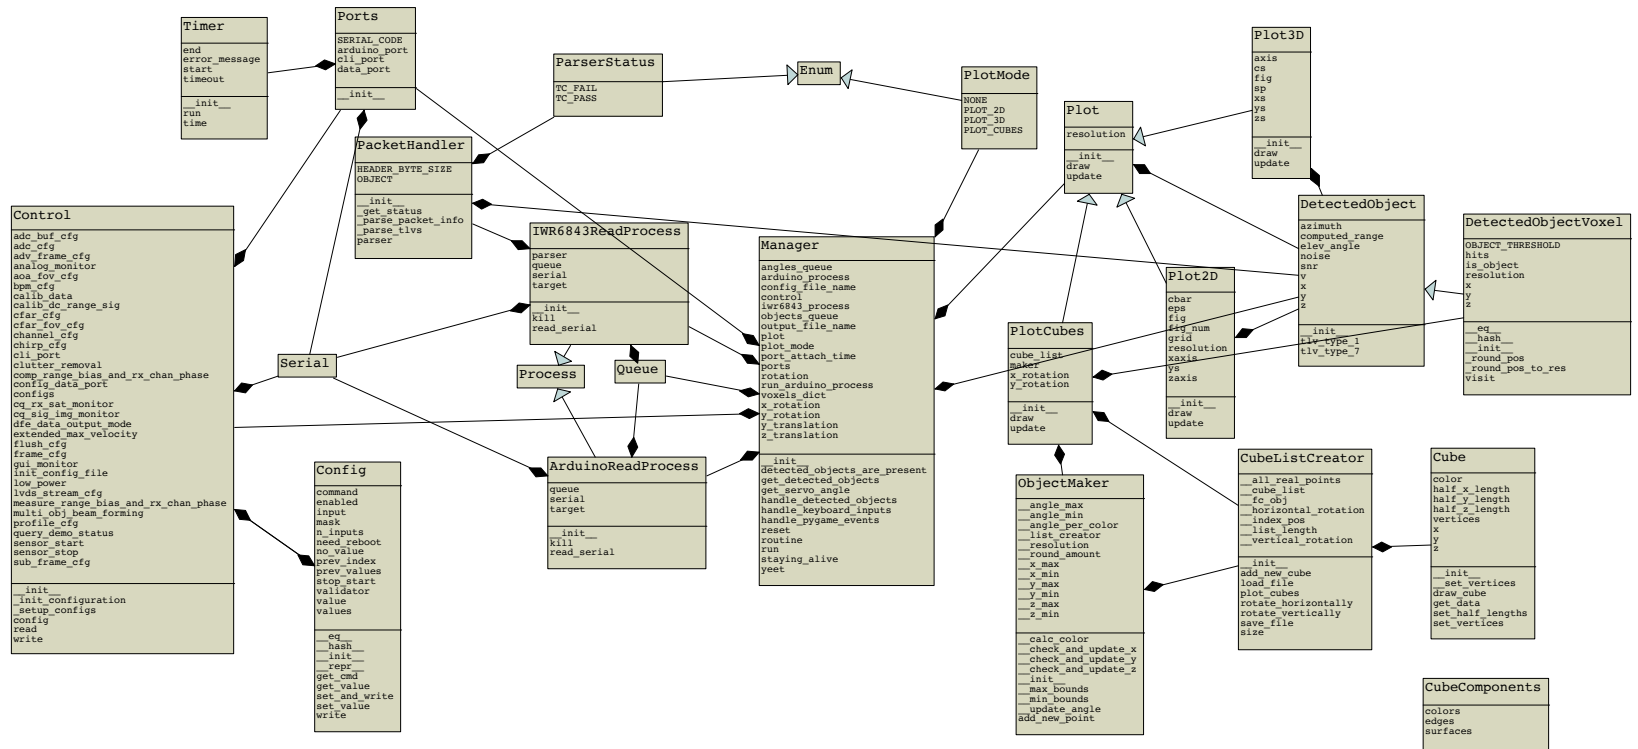 Timer
end
error_message
start
timeout
__init__
run
time
Ports
SERIAL_CODE
arduino_port
cli_port
data_port
__init__
ParserStatus
TC_FAIL
TC_PASS
Enum
PlotMode
NONE
PLOT_2D
PLOT_3D
PLOT_CUBES
Plot
resolution
__init__
draw
update
Plot3D
axis
cs
fig
sp
xs
ys
zs
__init__
draw
update
PacketHandler
HEADER_BYTE_SIZE
OBJECT
__init__
_get_status
_parse_packet_info
_parse_tlvs
parser
Control
adc_buf_cfg
adc_cfg
adv_frame_cfg
analog_monitor
aoa_fov_cfg
bpm_cfg
calib_data
calib_dc_range_sig
cfar_cfg
cfar_fov_cfg
channel_cfg
chirp_cfg
cli_port
clutter_removal
comp_range_bias_and_rx_chan_phase
config_data_port
configs
cq_rx_sat_monitor
cq_sig_img_monitor
dfe_data_output_mode
extended_max_velocity
flush_cfg
frame_cfg
gui_monitor
init_config_file
low_power
lvds_stream_cfg
measure_range_bias_and_rx_chan_phase
multi_obj_beam_forming
profile_cfg
query_demo_status
sensor_start
sensor_stop
sub_frame_cfg
__init__
_init_configuration
_setup_configs
config
read
write
IWR6843ReadProcess
parser
queue
serial
target
__init__
kill
read_serial
Manager
angles_queue
arduino_process
config_file_name
control
iwr6843_process
objects_queue
output_file_name
plot
plot_mode
port_attach_time
ports
rotation
run_arduino_process
voxels_dict
x_rotation
y_rotation
y_translation
z_translation
__init__
detected_objects_are_present
get_detected_objects
get_servo_angle
handle_detected_objects
handle_keyboard_inputs
handle_pygame_events
reset
routine
run
staying_alive
yeet
DetectedObject
azimuth
computed_range
elev_angle
noise
snr
v
x
y
z
__init__
tlv_type_1
tlv_type_7
DetectedObjectVoxel
OBJECT_THRESHOLD
hits
is_object
resolution
x
y
z
__eq__
__hash__
__init__
_round_pos
_round_pos_to_res
visit
Plot2D
cbar
eps
fig
fig_num
grid
resolution
xaxis
ys
zaxis
__init__
draw
update
PlotCubes
cube_list
maker
x_rotation
y_rotation
__init__
draw
update
Serial
Process
Queue
ArduinoReadProcess
queue
serial
target
__init__
kill
read_serial
Config
command
enabled
input
mask
n_inputs
need_reboot
no_value
prev_index
prev_values
stop_start
validator
value
values
__eq__
__hash__
__init__
__repr__
get_cmd
get_value
set_and_write
set_value
write
ObjectMaker
__angle_max
__angle_min
__angle_per_color
__list_creator
__resolution
__round_amount
__x_max
__x_min
__y_max
__y_min
__z_max
__z_min
__calc_color
__check_and_update_x
__check_and_update_y
__check_and_update_z
__init__
__max_bounds
__min_bounds
__update_angle
add_new_point
CubeListCreator
__all_real_points
__cube_list
__fc_obj
__horizontal_rotation
__index_pos
__list_length
__vertical_rotation
__init__
add_new_cube
load_file
plot_cubes
rotate_horizontally
rotate_vertically
save_file
size
Cube
color
half_x_length
half_y_length
half_z_length
vertices
x
y
z
__init__
__set_vertices
draw_cube
get_data
set_half_lengths
set_vertices
CubeComponents
colors
edges
surfaces